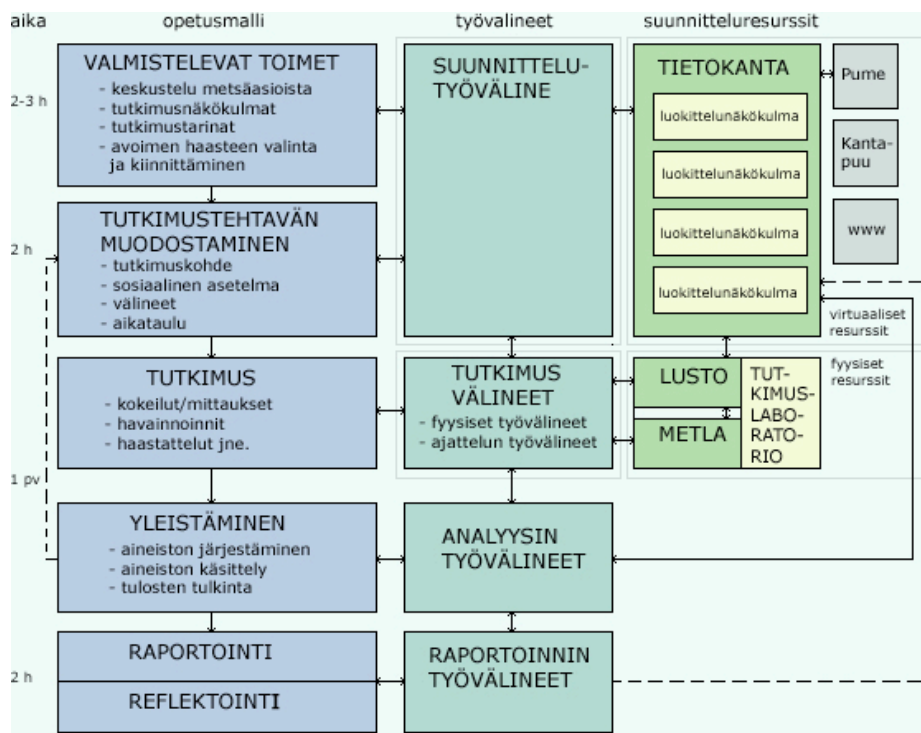 aika
opetusmalli
työvalineet
suunnitteluresurssit
2-3 h
VALMISTELEVAT TOIMET
- keskustelu metsäasioista
- tutkimusnäkökulmat
- tutkimustarinat
- avoimen haasteen valinta
ja kiinnittäminen
SUUNNITTELU-
TYÖVÄLINE
TIETOKANTA
luokittelunäkökulma
luokittelunäkökulma
luokittelunäkökulma
luokittelunäkökulma
Pume
Kanta-
puu
www
2 h
TUTKIMUSTEHTAVÄN
MUODOSTAMINEN
- tutkimuskohde
- sosiaalinen asetelma
- välineet
- aikataulu
virtuaaliset
resurssit
TUTKIMUS
- kokeilut/mittaukset
- havainnoinnit
- haastattelut jne.
TUTKIMUS
VÄLINEET
- fyysiset työvälineet
- ajattelun työvälineet
LUSTO
METLA
TUT-
KIMUS-
LABO-
RATO-
RIO
fyysiset
resurssit
1 pv
YLEISTÄMINEN
- aineiston järjestäminen
- aineiston käsittely
- tulosten tulkinta
ANALYYSIN
TYÖVÄLINEET
2 h
RAPORTOINTI
REFLEKTOINTI
RAPORTOINNIN
TYÖVÄLINEET